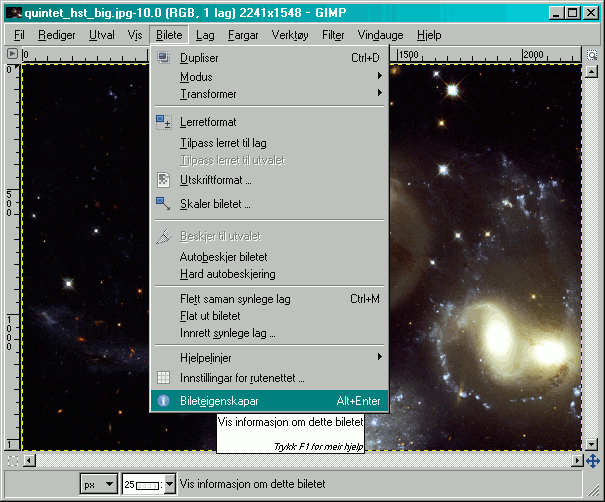 quintet_hst_big.jpg-10.0 (RGB, 1 lag) 2241x1548 - GIMP
Fil Rediger Utval Vis Bilete Lag Fargar Verktøy Filter Vindauge Hjelp
0 1500 2000
0
500
1000
1
Dupliser Ctrl+D
Modus
Transformer
Lerretformat
Tilpass lerret til lag
Tilpass lerret til utvalet
Utskriftformat ...
Skaler biletet ...
Beskjer til utvalet
Autobeskjer biletet
Hard autobeskjering
Flett saman synlege lag Ctrl+M
Flat ut biletet
Innrett synlege lag ...
Hjelpelinjer
Innstillingar for rutenettet ...
Bileteigenskapar Alt+Enter
Vis informasjon om dette biletet
Trykk F1 for meir hjelp
px 25 Vis informasjon om dette biletet